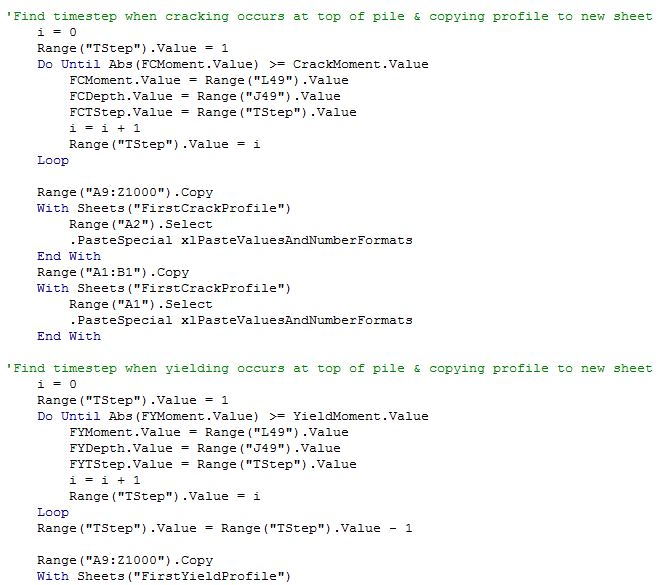 'Find timestep when cracking occurs at top of pile & copying profile to new sheet
i = 0
Range("TStep").Value = 1
Do Until Abs(FCMoment.Value) >= CrackMoment.Value
FCMoment.Value = Range("L49").Value
FCDepth.Value = Range("J49").Value
FCTStep.Value = Range("TStep").Value
i = i + 1
Range("TStep").Value = i
Loop
Range("A9:Z1000").Copy
With Sheets("FirstCrackProfile")
Range("A2").Select
.PasteSpecial xlPasteValuesAndNumberFormats
End With
Range("A1:B1").Copy
With Sheets("FirstCrackProfile")
Range("A1").Select
.PasteSpecial xlPasteValuesAndNumberFormats
End With
'Find timestep when yielding occurs at top of pile & copying profile to new sheet
i = 0
Range("TStep").Value = 1
Do Until Abs(FYMoment.Value) >= YieldMoment.Value
FYMoment.Value = Range("L49").Value
FYDepth.Value = Range("J49").Value
FYTStep.Value = Range("TStep").Value
i = i + 1
Range("TStep").Value = i
Loop
Range("TStep").Value = Range("TStep").Value - 1
Range("A9:Z1000").Copy
With Sheets("FirstYieldProfile")